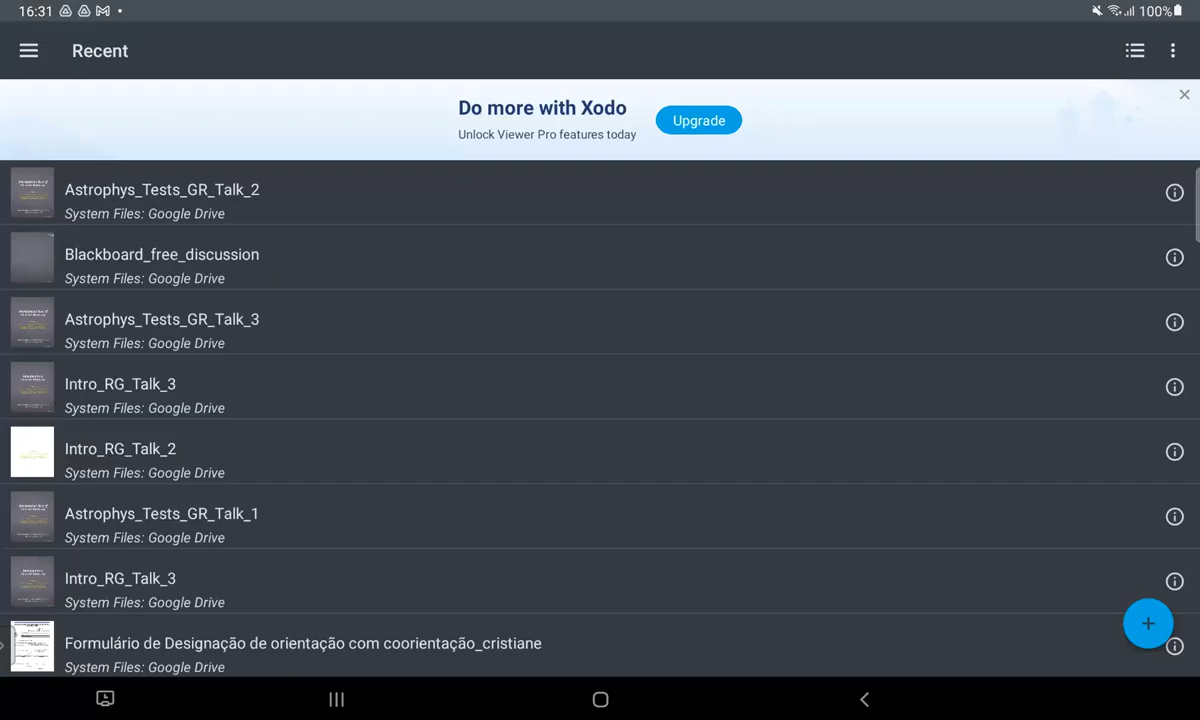 16:31
100%
Recent
Do more with Xodo
Unlock Viewer Pro features today
Upgrade
Astrophys_Tests_GR_Talk_2
System Files: Google Drive
Blackboard_free_discussion
System Files: Google Drive
Astrophys_Tests_GR_Talk_3
System Files: Google Drive
Intro_RG_Talk_3
System Files: Google Drive
Intro_RG_Talk_2
System Files: Google Drive
Astrophys_Tests_GR_Talk_1
System Files: Google Drive
Intro_RG_Talk_3
System Files: Google Drive
Formulário de Designação de orientação com coorientação_cristiane
System Files: Google Drive